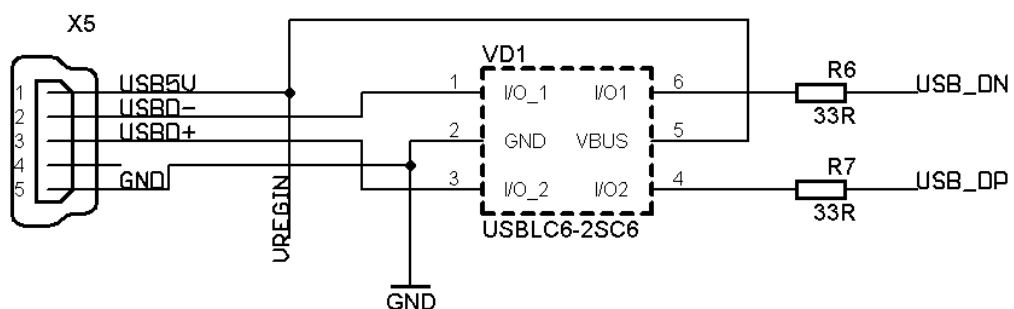 X5
VD1
1 USB5V
2 USBD-
3 USBD+
4
5 GND
VREGIN
GND
1 I/O_1 I/O1 6
2 GND VBUS 5
3 I/O_2 I/O2 4
USBLC6-2SC6
R6
33R
USB_DN
R7
33R
USB_DP